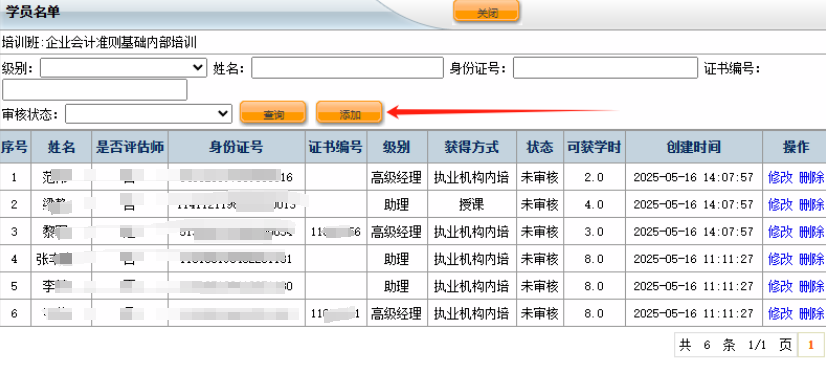 学员名单
关闭
培训班:企业会计准则基础内部培训
级别: 姓名: 身份证号: 证书编号:
审核状态: 查询 添加
序号 姓名 是否评估师 身份证号 证书编号 级别 获得方式 状态 可获学时 创建时间 操作
1 范 16 高级经理 执业机构内培 未审核 2.0 2025-05-16 14:07:57 修改 删除
2 助理 授课 未审核 4.0 2025-05-16 14:07:57 修改 删除
3 黎 高级经理 执业机构内培 未审核 3.0 2025-05-16 14:07:57 修改 删除
4 张 助理 执业机构内培 未审核 8.0 2025-05-16 11:11:27 修改 删除
5 李 助理 执业机构内培 未审核 8.0 2025-05-16 11:11:27 修改 删除
6 高级经理 执业机构内培 未审核 8.0 2025-05-16 11:11:27 修改 删除
共 6 条 1/1 页 1